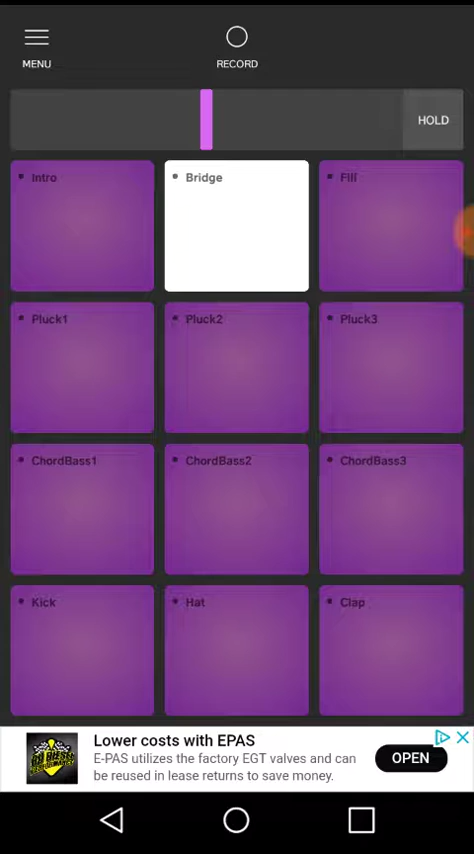 MENU
RECORD
HOLD
Intro
Bridge
Fill
Pluck1
Pluck2
Pluck3
ChordBass1
ChordBass2
ChordBass3
Kick
Hat
Clap
Lower costs with EPAS
E-PAS utilizes the factory EGT valves and can
be reused in lease returns to save money.
OPEN